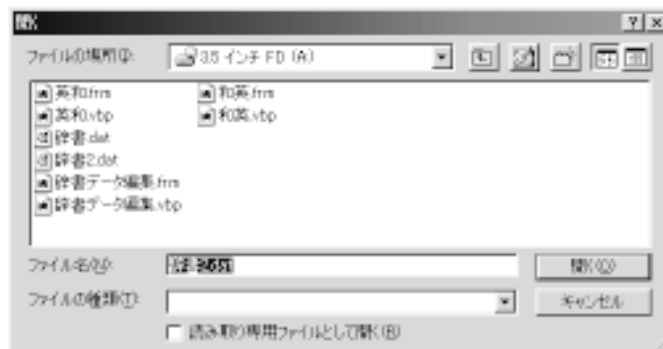 開く
ファイルの場所(I): 3.5 インチ FD (A)
英和.frm 和英.frm
英和.vbp 和英.vbp
辞書.dat
辞書2.dat
辞書データ編集.frm
辞書データ編集.vbp
ファイル名(N): 開く(O)
ファイルの種類(T): キャンセル
読み取り専用ファイルとして開く(R)